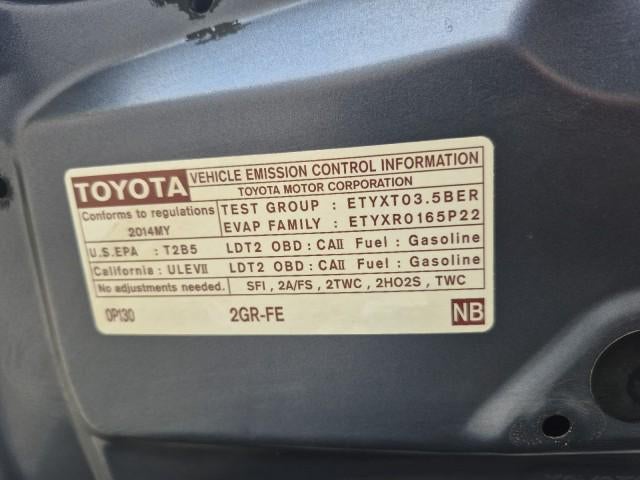 TOYOTA VEHICLE EMISSION CONTROL INFORMATION
TOYOTA MOTOR CORPORATION
Conforms to regulations TEST GROUP : ETYXT03.5BER
2014MY EVAP FAMILY : ETYXR0165P22
U.S.EPA : T2B5 LDT2 OBD : CAII Fuel : Gasoline
California : ULEVII LDT2 OBD : CAII Fuel : Gasoline
No adjustments needed. SFI , 2A/FS , 2TWC , 2HO2S , TWC
0P130 2GR-FE NB